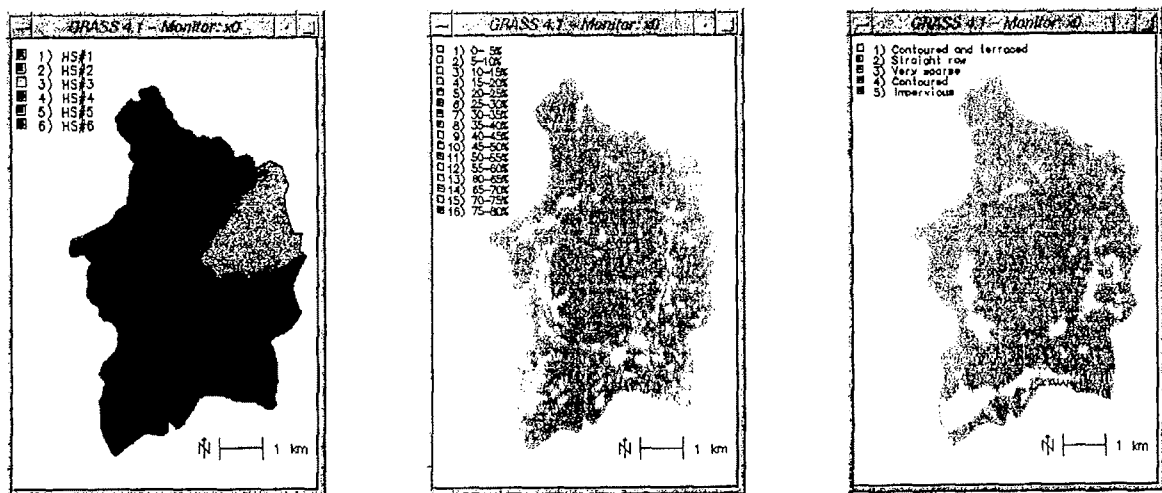 GRASS 4.1 – Monitor: x0
1) HS#1
2) HS#2
3) HS#3
4) HS#4
5) HS#5
6) HS#6
N 1 km
GRASS 4.1 – Monitor: x0
1) 0– 5%
2) 5–10%
3) 10–15%
4) 15–20%
5) 20–25%
6) 25–30%
7) 30–35%
8) 35–40%
9) 40–45%
10) 45–50%
11) 50–55%
12) 55–60%
13) 60–65%
14) 65–70%
15) 70–75%
16) 75–80%
N 1 km
GRASS 4.1 – Monitor: x0
1) Contoured and terraced
2) Straight row
3) Very sparse
4) Contoured
5) Impervious
N 1 km